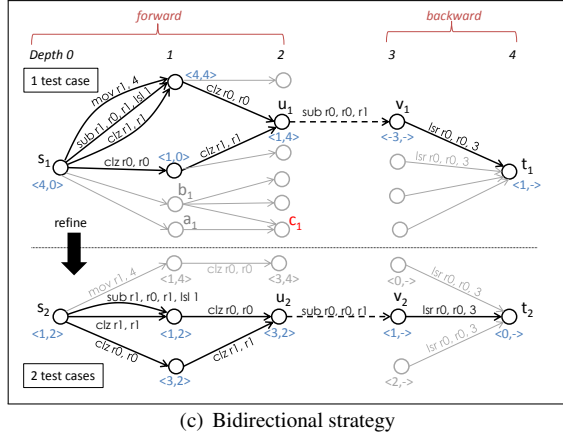 forward
backward
Depth 0
1
2
3
4
1 test case
mov r1, 4
sub r1, r0, r1, lsl 1
clz r1, r1
<4,4>
clz r0, r0
u1
sub r0, r0, r1
v1
<1,4>
<-3,->
lsr r0, r0, 3
s1
clz r0, r0
<1,0>
clz r1, r1
t1
<4,0>
<1,->
b1
a1
c1
refine
mov r1, 4
clz r0, r0
<1,4>
<3,4>
<0,->
lsr r0, r0, 3
s2
sub r1, r0, r1, lsl 1
clz r0, r0
u2
sub r0, r0, r1
v2
lsr r0, r0, 3
t2
<1,2>
clz r1, r1
<1,2>
<3,2>
<1,->
<0,->
clz r0, r0
clz r1, r1
lsr r0, r0, 3
2 test cases
<3,2>
<2,->
(c) Bidirectional strategy